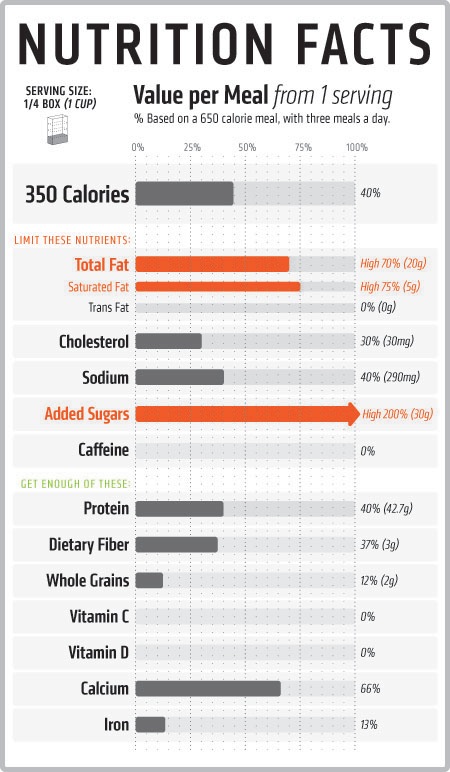 NUTRITION FACTS
SERVING SIZE:
1/4 BOX (1 CUP)
Value per Meal from 1 serving
% Based on a 650 calorie meal, with three meals a day.
0% 25% 50% 75% 100%
350 Calories 40%
LIMIT THESE NUTRIENTS:
Total Fat High 70% (20g)
Saturated Fat High 75% (5g)
Trans Fat 0% (0g)
Cholesterol 30% (30mg)
Sodium 40% (290mg)
Added Sugars High 200% (30g)
Caffeine 0%
GET ENOUGH OF THESE:
Protein 40% (42.7g)
Dietary Fiber 37% (3g)
Whole Grains 12% (2g)
Vitamin C 0%
Vitamin D 0%
Calcium 66%
Iron 13%